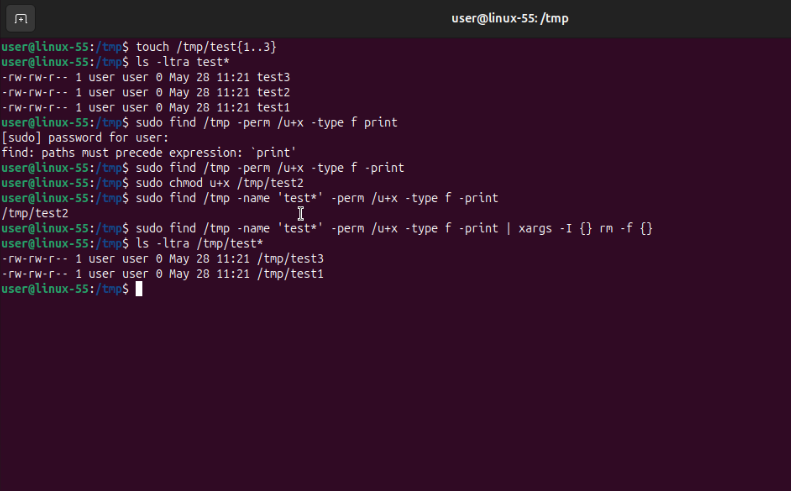 user@linux-55: /tmp
user@linux-55:/tmp$ touch /tmp/test{1..3}
user@linux-55:/tmp$ ls -ltra test*
-rw-rw-r-- 1 user user 0 May 28 11:21 test3
-rw-rw-r-- 1 user user 0 May 28 11:21 test2
-rw-rw-r-- 1 user user 0 May 28 11:21 test1
user@linux-55:/tmp$ sudo find /tmp -perm /u+x -type f print
[sudo] password for user:
find: paths must precede expression: `print'
user@linux-55:/tmp$ sudo find /tmp -perm /u+x -type f -print
user@linux-55:/tmp$ sudo chmod u+x /tmp/test2
user@linux-55:/tmp$ sudo find /tmp -name 'test*' -perm /u+x -type f -print
/tmp/test2
user@linux-55:/tmp$ sudo find /tmp -name 'test*' -perm /u+x -type f -print | xargs -I {} rm -f {}
user@linux-55:/tmp$ ls -ltra /tmp/test*
-rw-rw-r-- 1 user user 0 May 28 11:21 /tmp/test3
-rw-rw-r-- 1 user user 0 May 28 11:21 /tmp/test1
user@linux-55:/tmp$